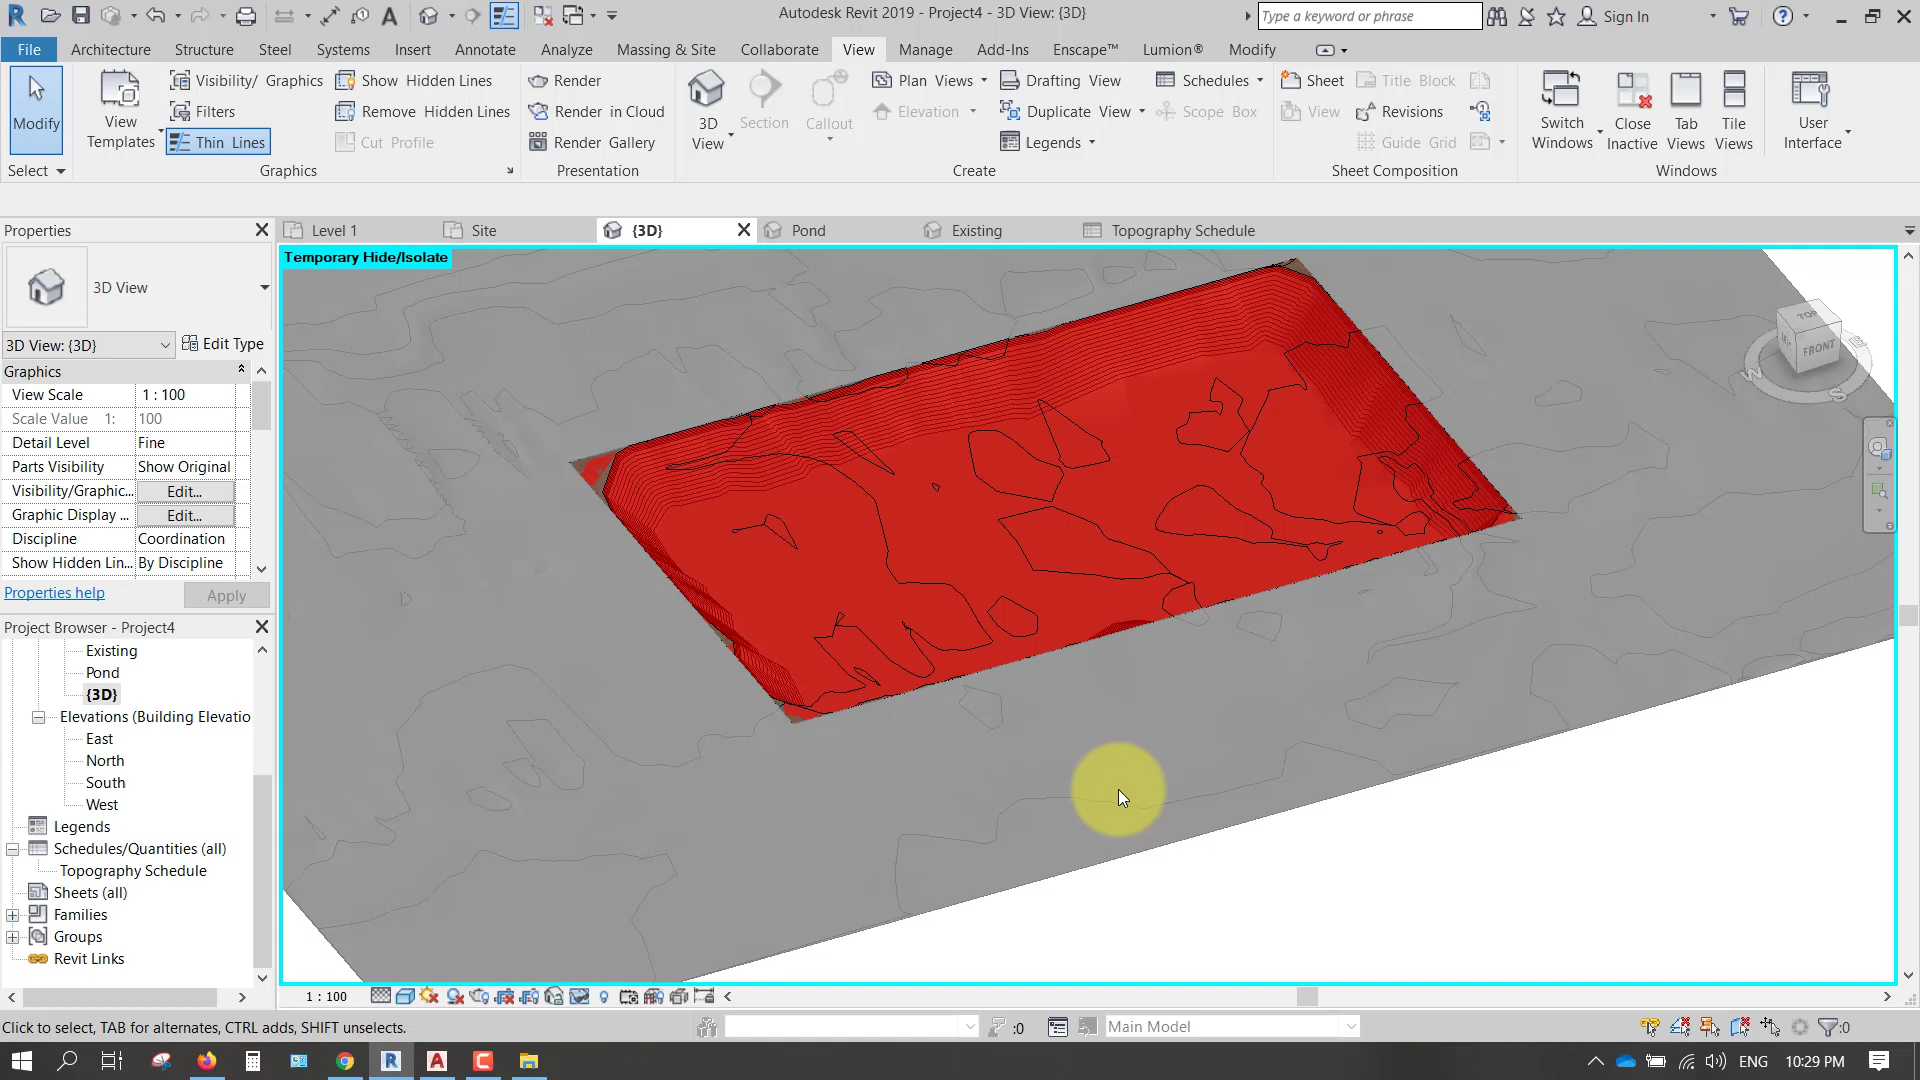 Autodesk Revit 2019 - Project4 - 3D View: {3D}
Type a keyword or phrase
Sign In
File Architecture Structure Steel Systems Insert Annotate Analyze Massing & Site Collaborate View Manage Add-Ins Enscape™ Lumion® Modify
Modify
Select
View Templates
Visibility/ Graphics
Filters
Thin Lines
Show Hidden Lines
Remove Hidden Lines
Cut Profile
Graphics
Render
Render in Cloud
Render Gallery
Presentation
3D View
Section
Callout
Plan Views
Elevation
Drafting View
Duplicate View
Legends
Schedules
Scope Box
Create
Sheet
View
Title Block
Revisions
Guide Grid
Sheet Composition
Switch Windows
Close Inactive
Tab Views
Tile Views
Windows
User Interface
Properties
Level 1
Site
{3D}
Pond
Existing
Topography Schedule
Temporary Hide/Isolate
3D View
3D View: {3D}
Edit Type
Graphics
View Scale 1 : 100
Scale Value 1: 100
Detail Level Fine
Parts Visibility Show Original
Visibility/Graphic... Edit...
Graphic Display ... Edit...
Discipline Coordination
Show Hidden Lin... By Discipline
Properties help
Apply
TOP
FRONT
W
S
Project Browser - Project4
Existing
Pond
{3D}
Elevations (Building Elevatio
East
North
South
West
Legends
Schedules/Quantities (all)
Topography Schedule
Sheets (all)
Families
Groups
Revit Links
1 : 100
Click to select, TAB for alternates, CTRL adds, SHIFT unselects.
:0
Main Model
:0
ENG
10:29 PM